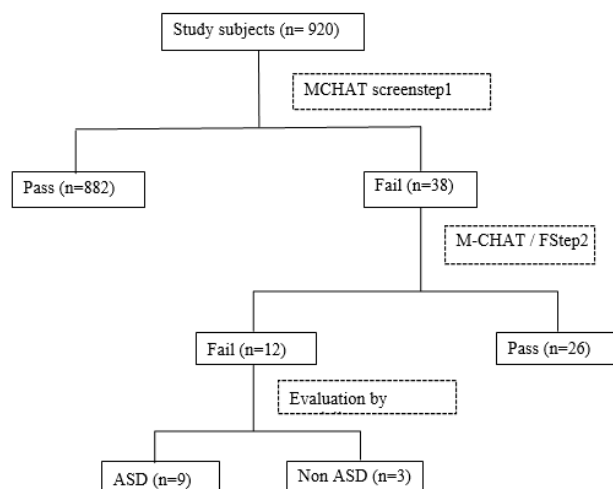 Study subjects (n= 920)
MCHAT screenstep1
Pass (n=882)
Fail (n=38)
M-CHAT / FStep2
Fail (n=12)
Pass (n=26)
Evaluation by
ASD (n=9)
Non ASD (n=3)